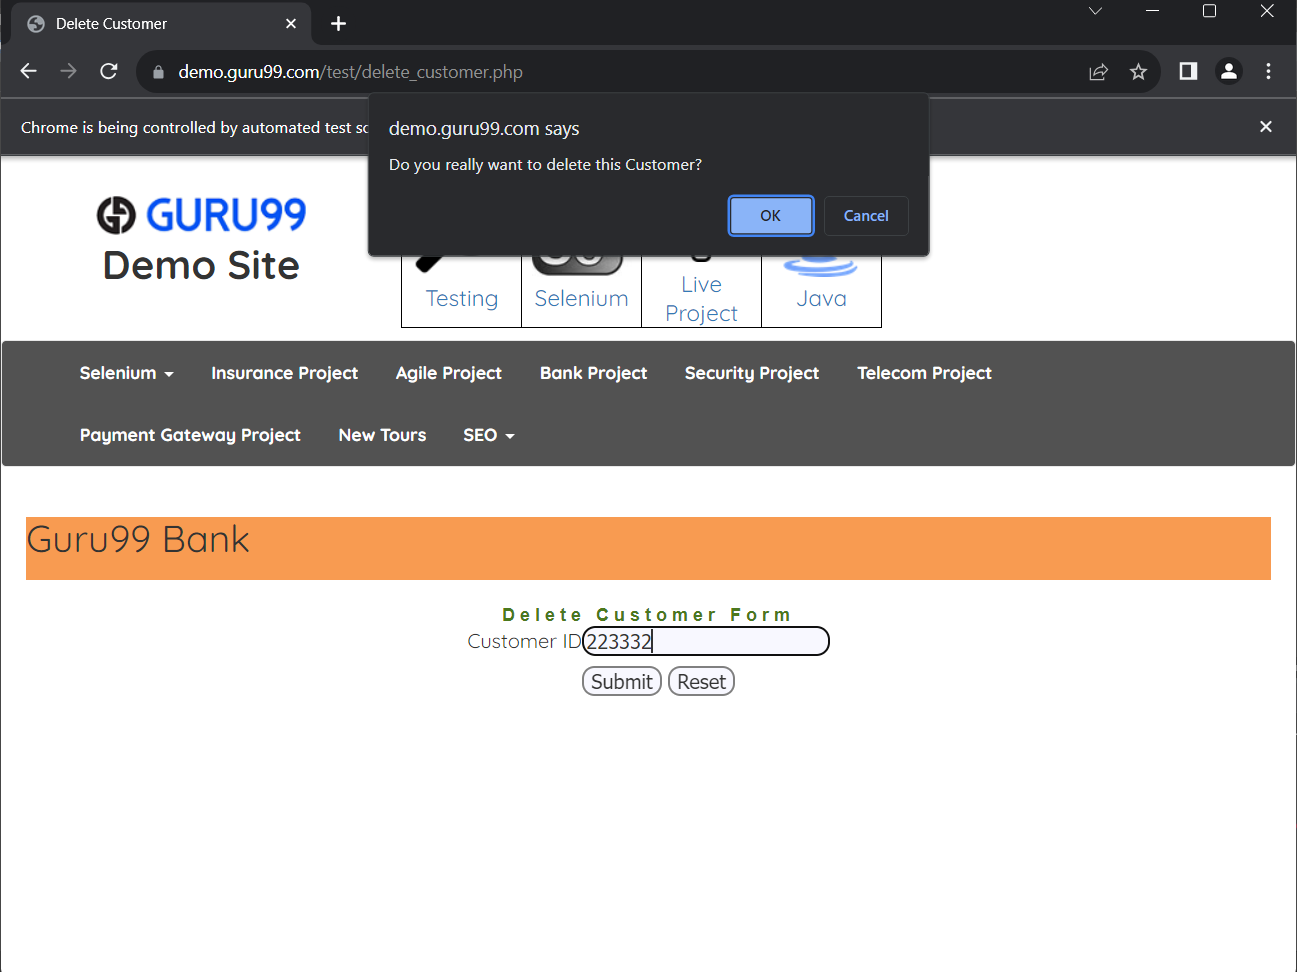 Delete Customer
demo.guru99.com/test/delete_customer.php
Chrome is being controlled by automated test
demo.guru99.com says
Do you really want to delete this Customer?
OK Cancel
GURU99
Demo Site
Testing Selenium Live Project Java
Selenium Insurance Project Agile Project Bank Project Security Project Telecom Project
Payment Gateway Project New Tours SEO
Guru99 Bank
Delete Customer Form
Customer ID 223332
Submit Reset